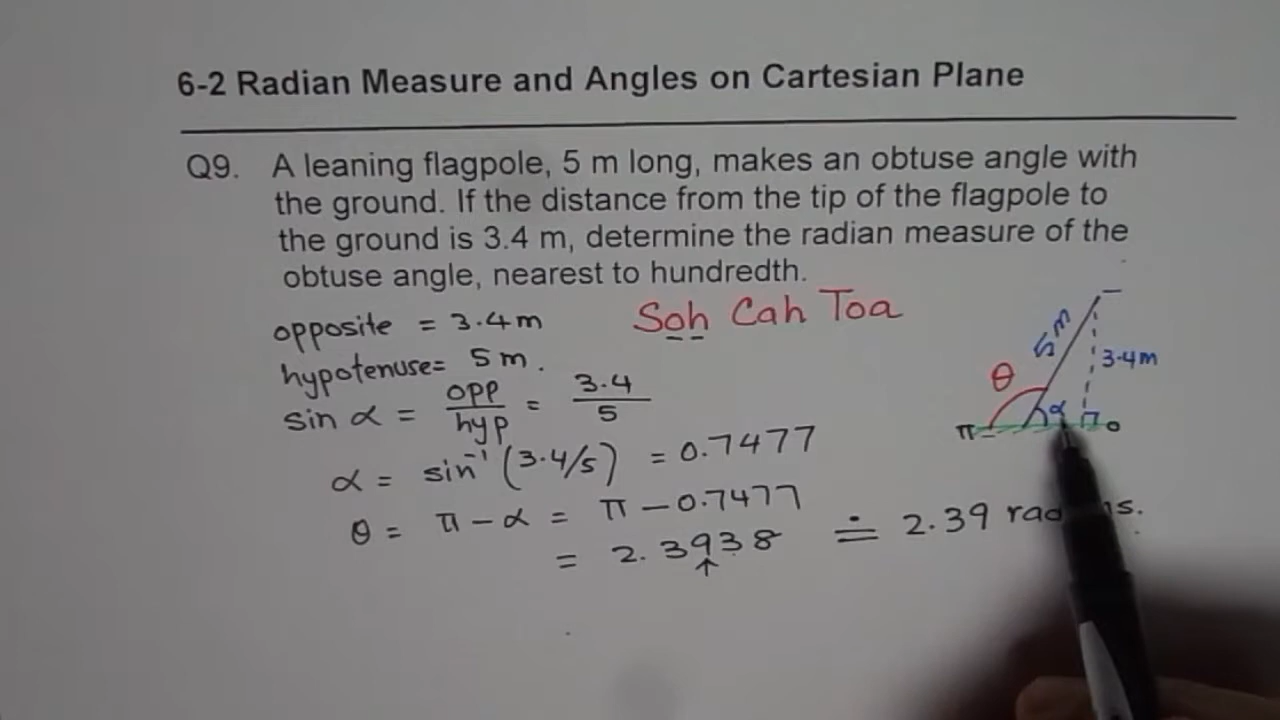 6-2 Radian Measure and Angles on Cartesian Plane
Q9. A leaning flagpole, 5 m long, makes an obtuse angle with
the ground. If the distance from the tip of the flagpole to
the ground is 3.4 m, determine the radian measure of the
obtuse angle, nearest to hundredth.
opposite = 3.4m
Soh Cah Toa
hypotenuse= 5m.
sin α = opp/hyp = 3.4/5
α = sin⁻¹ (3.4/5) = 0.7477
θ = π - α = π - 0.7477
= 2.3938 ≐ 2.39
5m
3.4m
θ
α
π
0